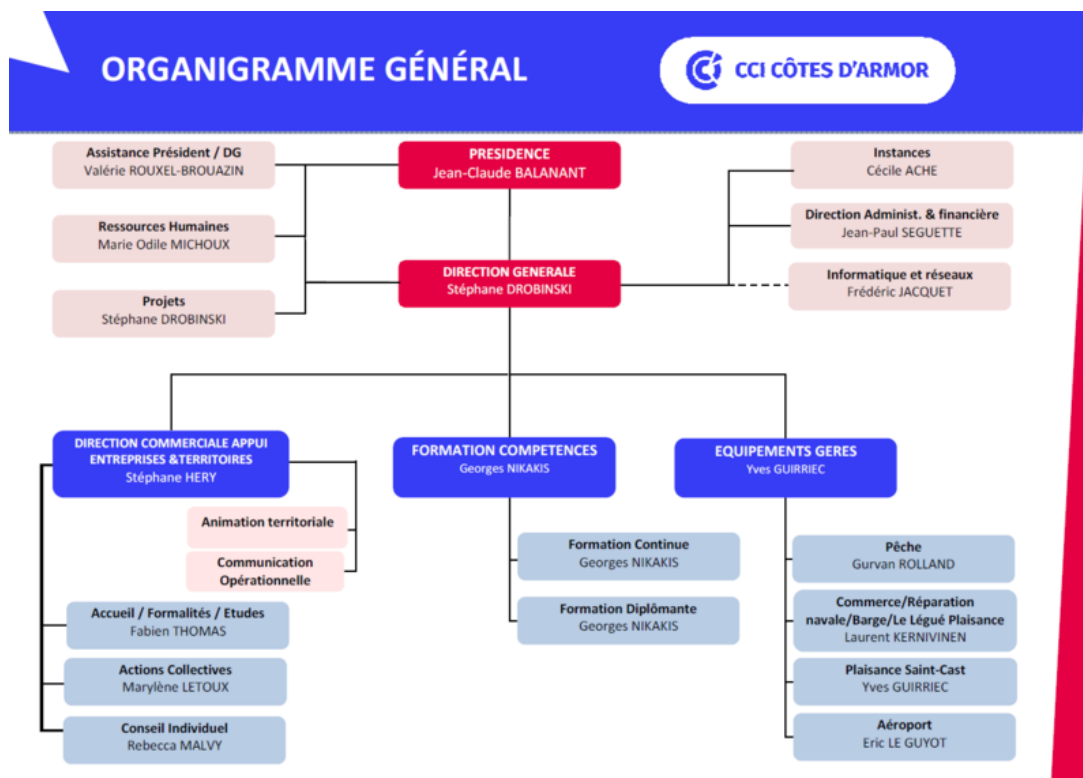 ORGANIGRAMME GÉNÉRAL
CCI CÔTES D'ARMOR
Assistance Président / DG
Valérie ROUXEL-BROUAZIN
PRESIDENCE
Jean-Claude BALANANT
Instances
Cécile ACHE
Ressources Humaines
Marie Odile MICHOUX
Direction Administ. & financière
Jean-Paul SEGUETTE
DIRECTION GENERALE
Stéphane DROBINSKI
Informatique et réseaux
Frédéric JACQUET
Projets
Stéphane DROBINSKI
DIRECTION COMMERCIALE APPUI
ENTREPRISES &TERRITOIRES
Stéphane HERY
FORMATION COMPETENCES
Georges NIKAKIS
EQUIPEMENTS GERES
Yves GUIRRIEC
Animation territoriale
Communication
Opérationnelle
Accueil / Formalités / Etudes
Fabien THOMAS
Actions Collectives
Marylène LETOUX
Conseil Individuel
Rebecca MALVY
Formation Continue
Georges NIKAKIS
Formation Diplômante
Georges NIKAKIS
Pêche
Gurvan ROLLAND
Commerce/Réparation
navale/Barge/Le Légué Plaisance
Laurent KERNIVINEN
Plaisance Saint-Cast
Yves GUIRRIEC
Aéroport
Eric LE GUYOT